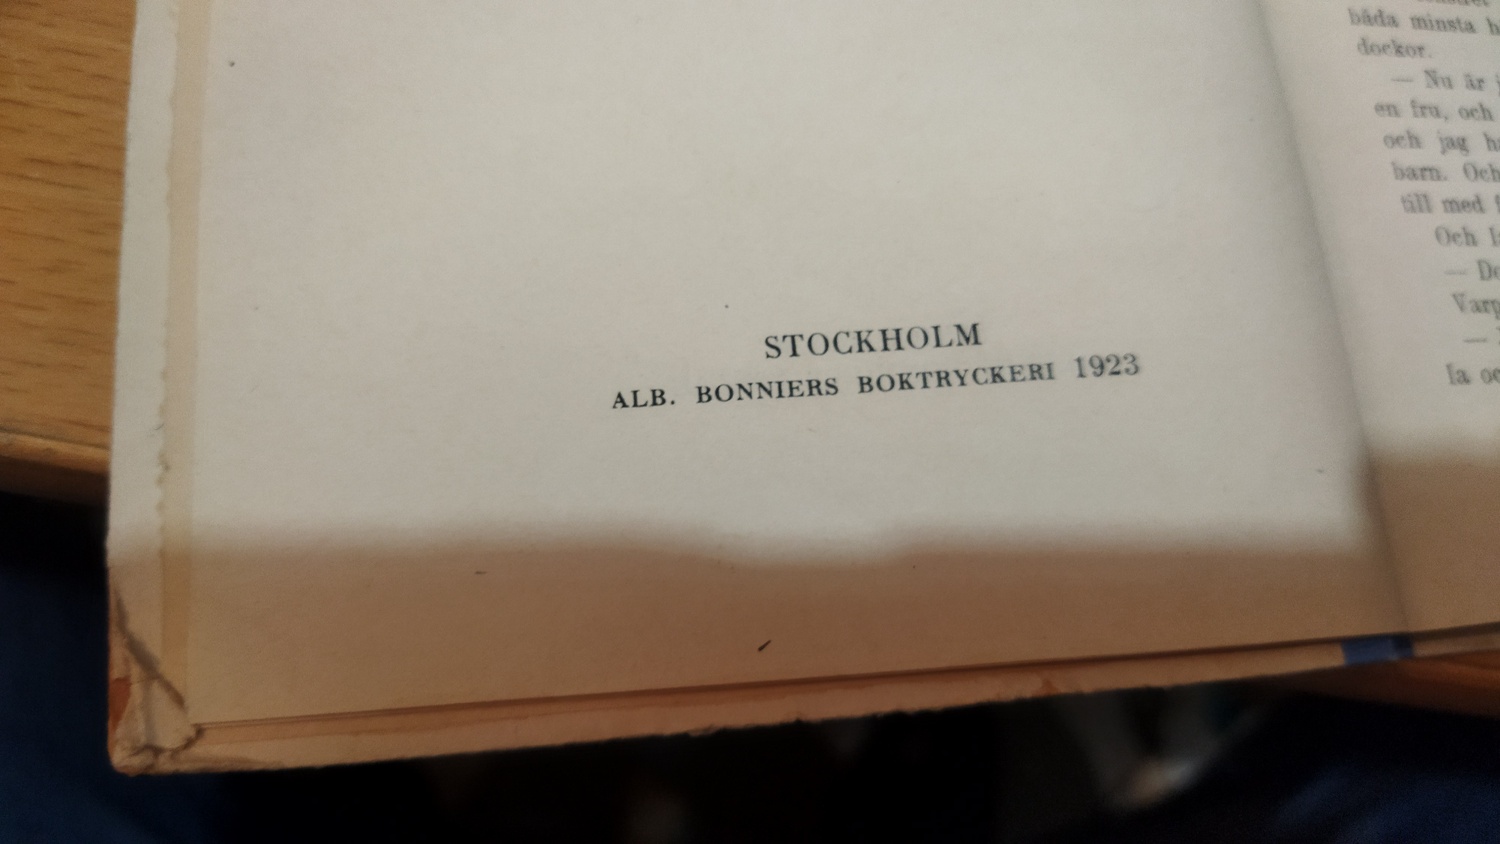 STOCKHOLM
ALB. BONNIERS BOKTRYCKERI 1923
båda minsta
dockor.
— Nu är
en fru, och
och jag
barn. Och
till med
Och
—
—